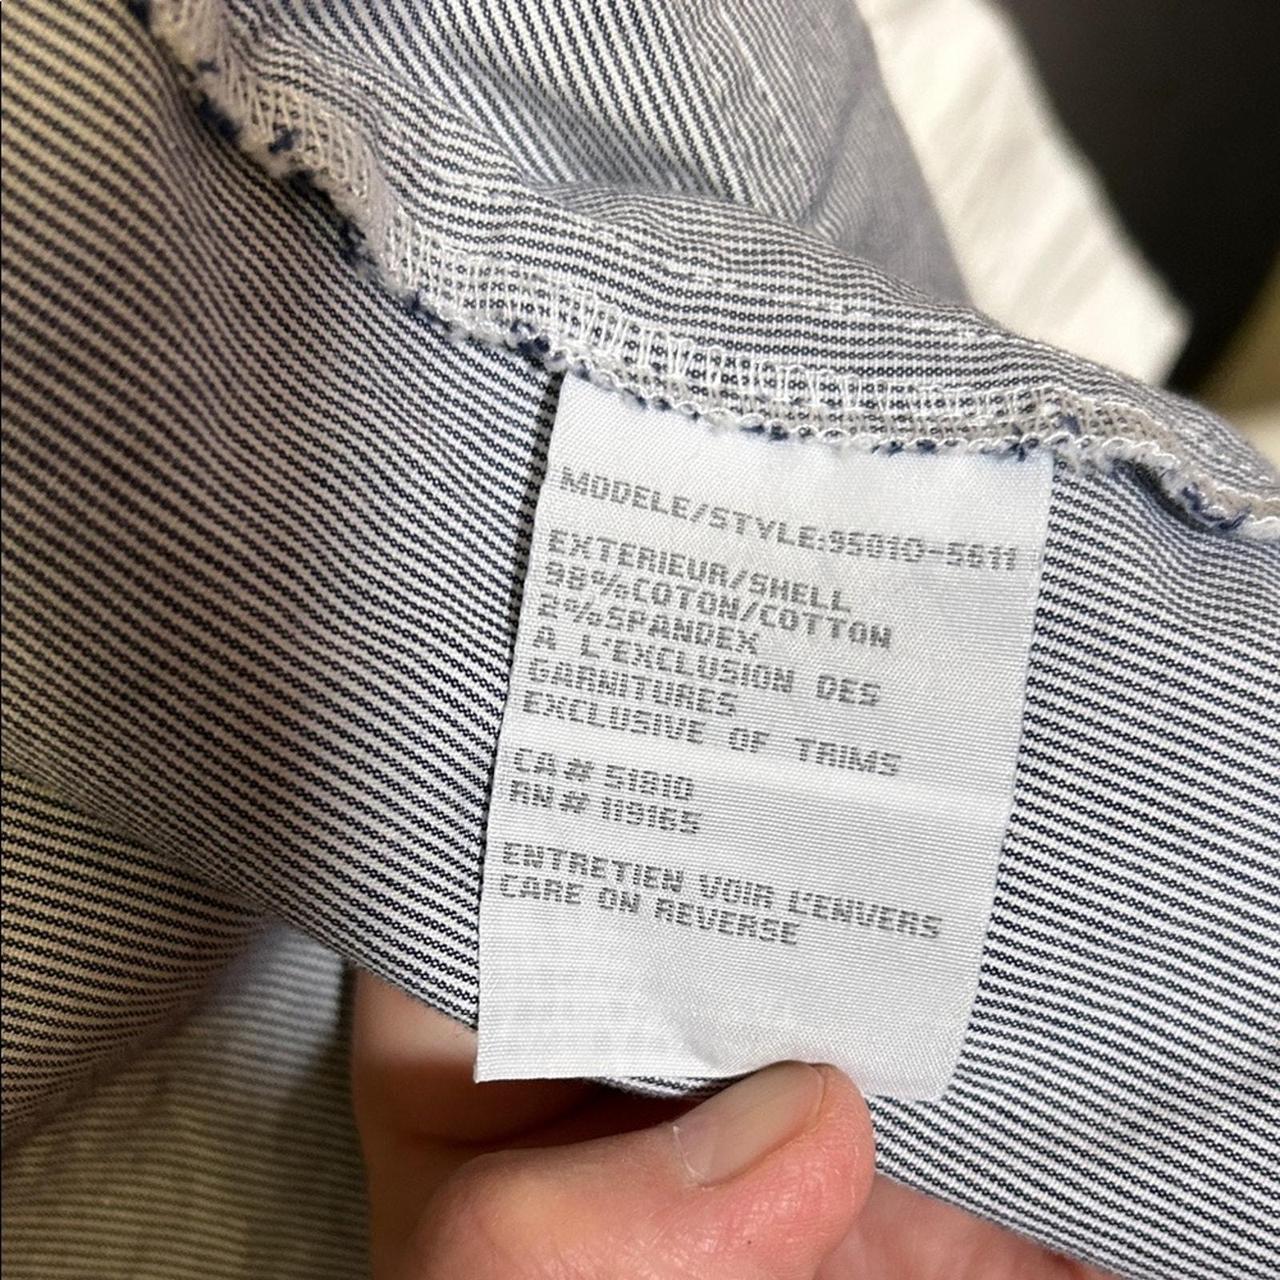 MODELE/STYLE:95010-5611
EXTERIEUR/SHELL
98%COTON/COTTON
2%SPANDEX
A L'EXCLUSION DES
GARNITURES
EXCLUSIVE OF TRIMS
CA# 51810
RN# 119165
ENTRETIEN VOIR L'ENVERS
CARE ON REVERSE